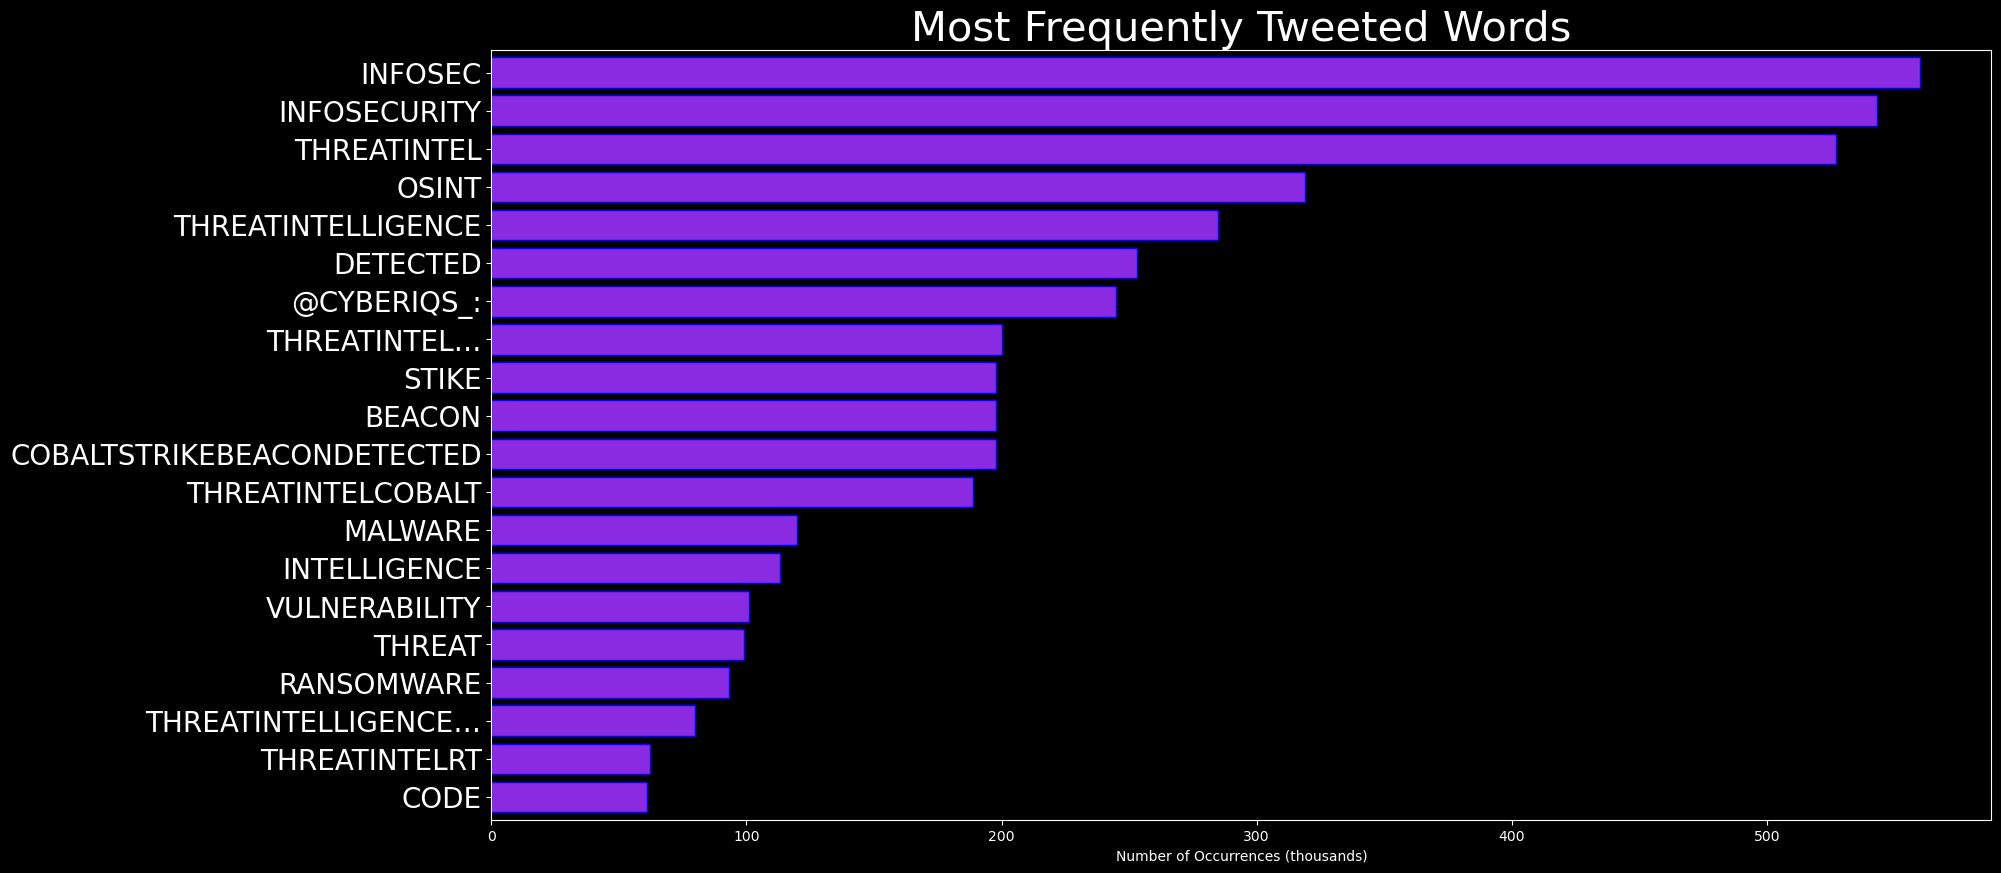 Most Frequently Tweeted Words
INFOSEC
INFOSECURITY
THREATINTEL
OSINT
THREATINTELLIGENCE
DETECTED
@CYBERIQS_:
THREATINTEL…
STIKE
BEACON
COBALTSTRIKEBEACONDETECTED
THREATINTELCOBALT
MALWARE
INTELLIGENCE
VULNERABILITY
THREAT
RANSOMWARE
THREATINTELLIGENCE…
THREATINTELRT
CODE
0 100 200 300 400 500
Number of Occurrences (thousands)